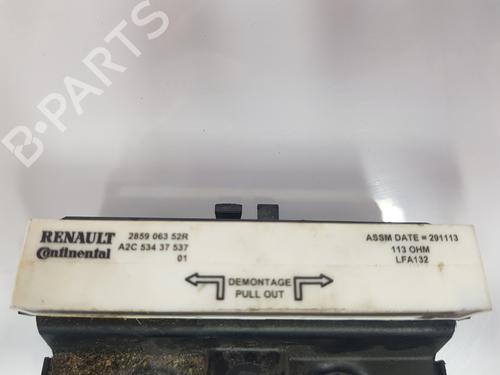 B-PARTS
RENAULT
Continental
2859 063 52R
A2C 534 37 537
01
DEMONTAGE
PULL OUT
ASSM DATE = 291113
113 OHM
LFA132